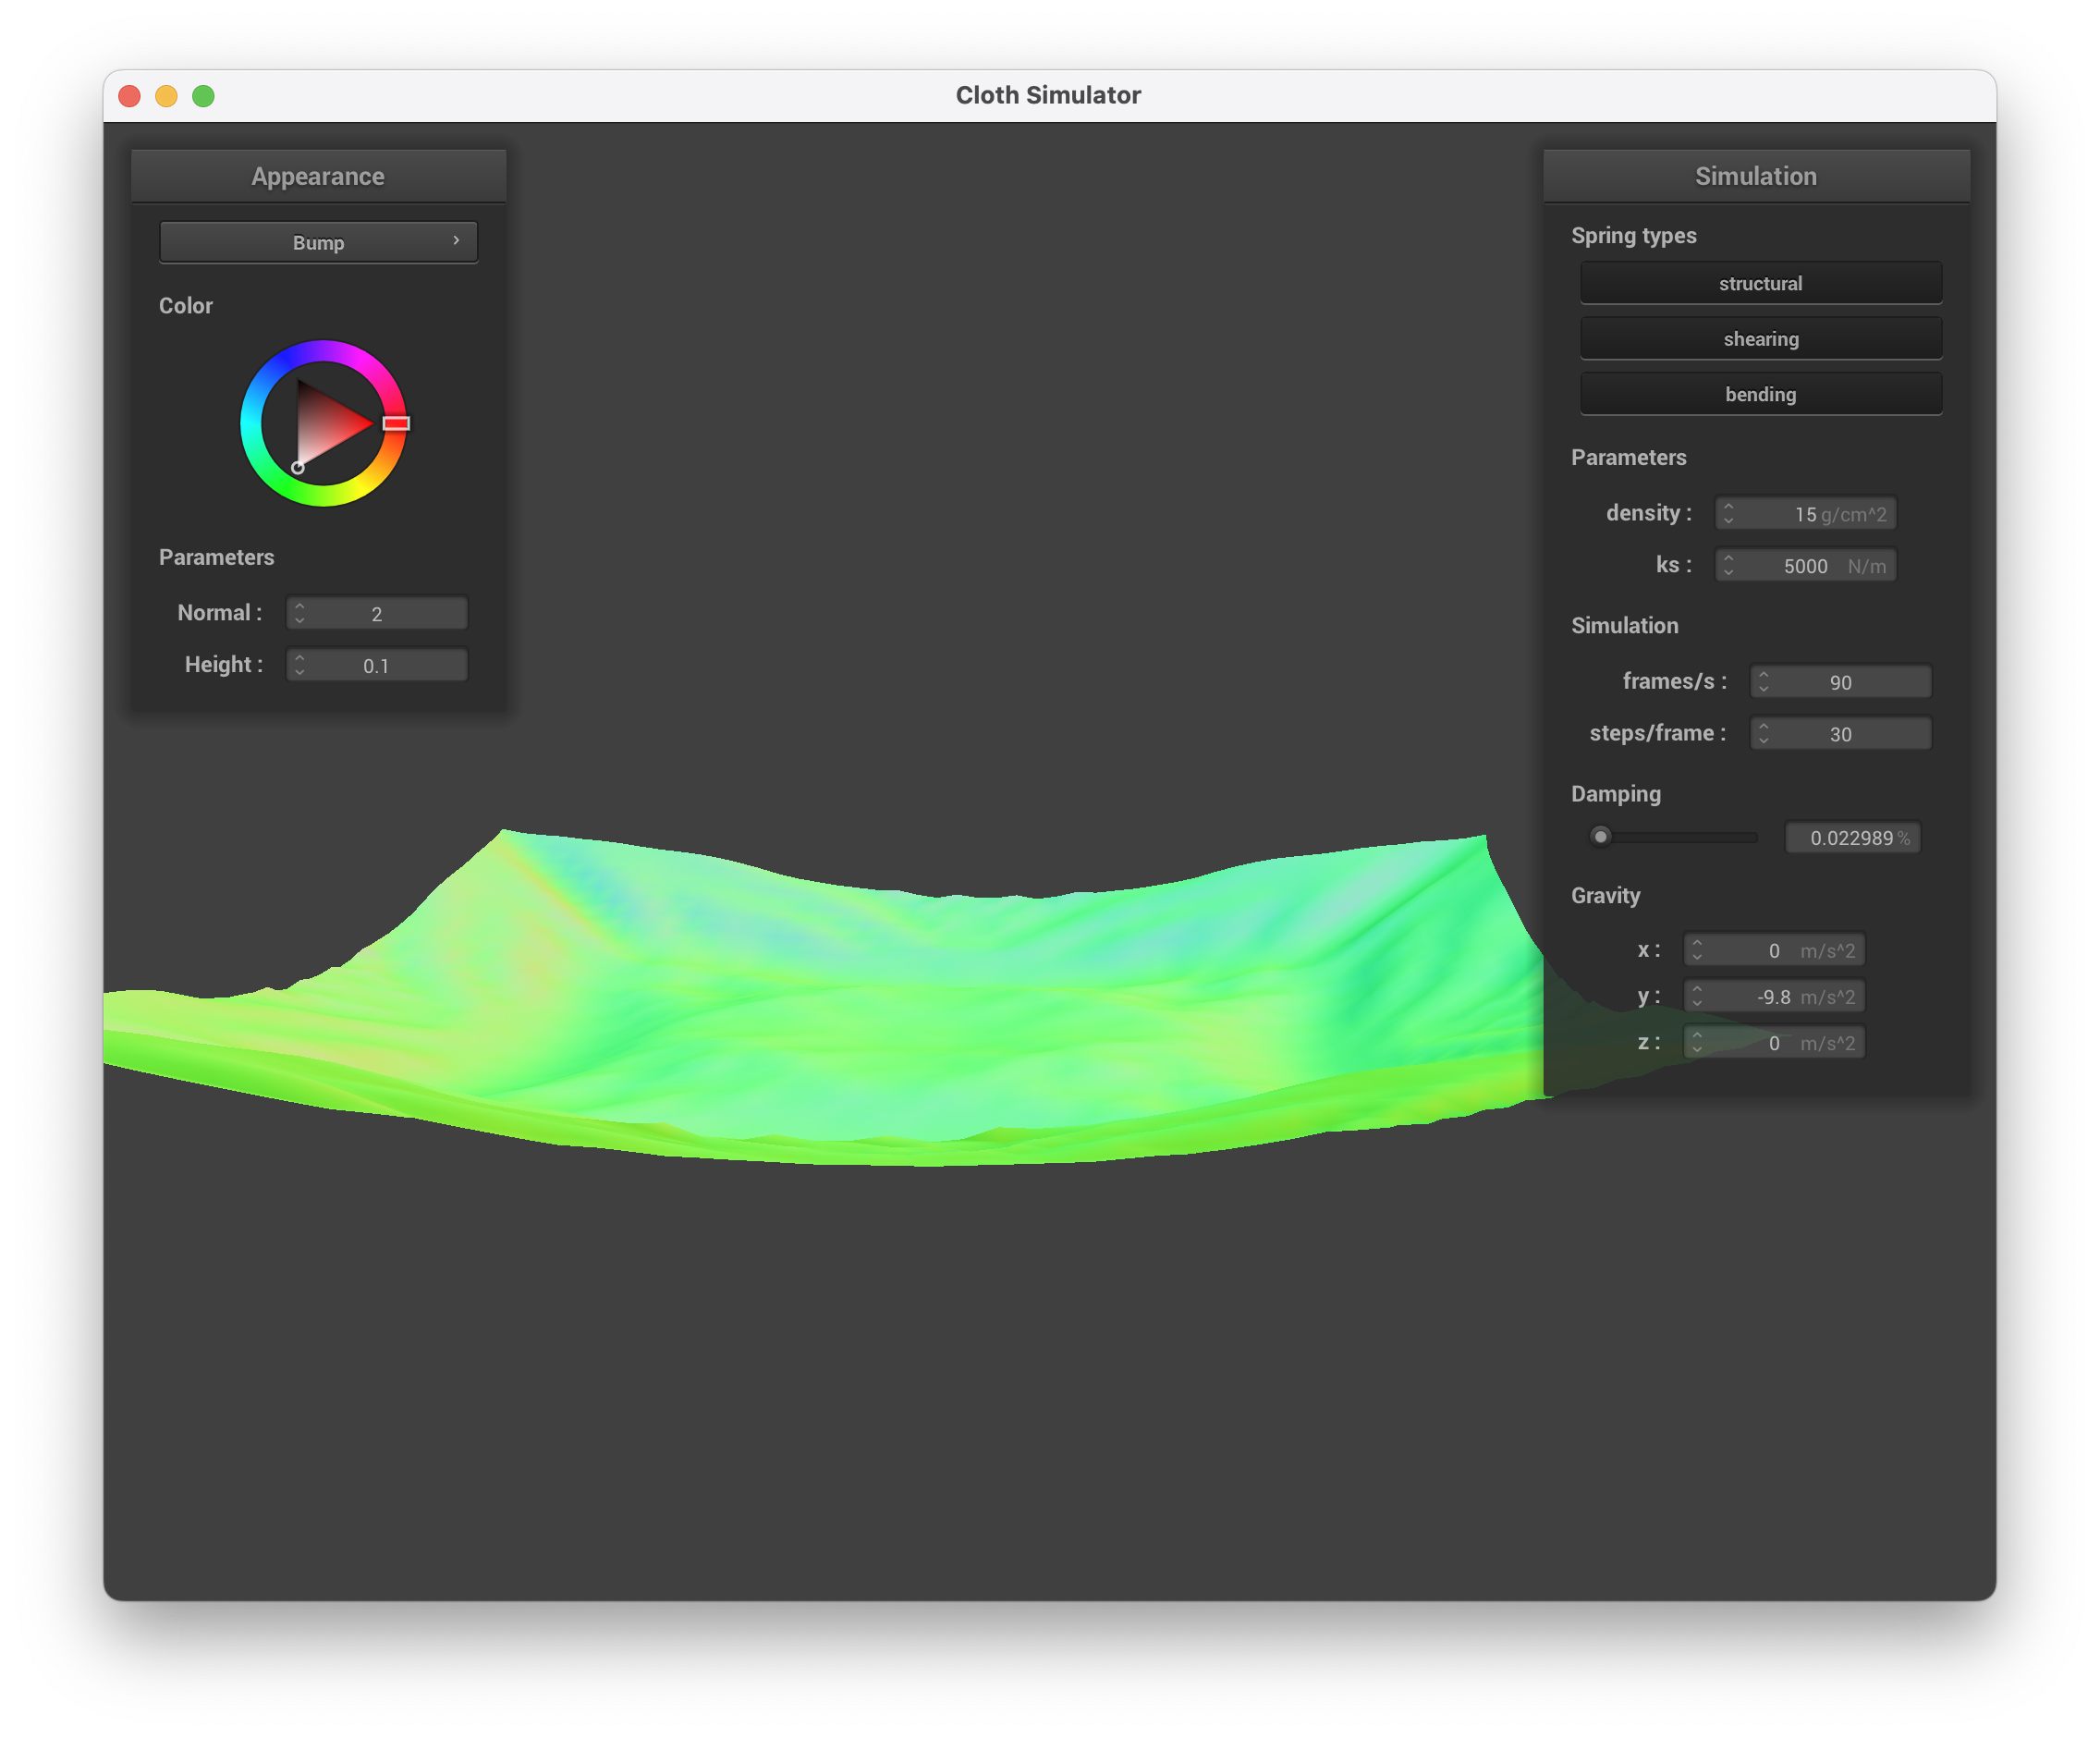 Cloth Simulator
Appearance
Bump
Color
Parameters
Normal : 2
Height : 0.1
Simulation
Spring types
structural
shearing
bending
Parameters
density : 15 g/cm^2
ks : 5000 N/m
Simulation
frames/s : 90
steps/frame : 30
Damping
0.022989 %
Gravity
x : 0 m/s^2
y : -9.8 m/s^2
z : 0 m/s^2